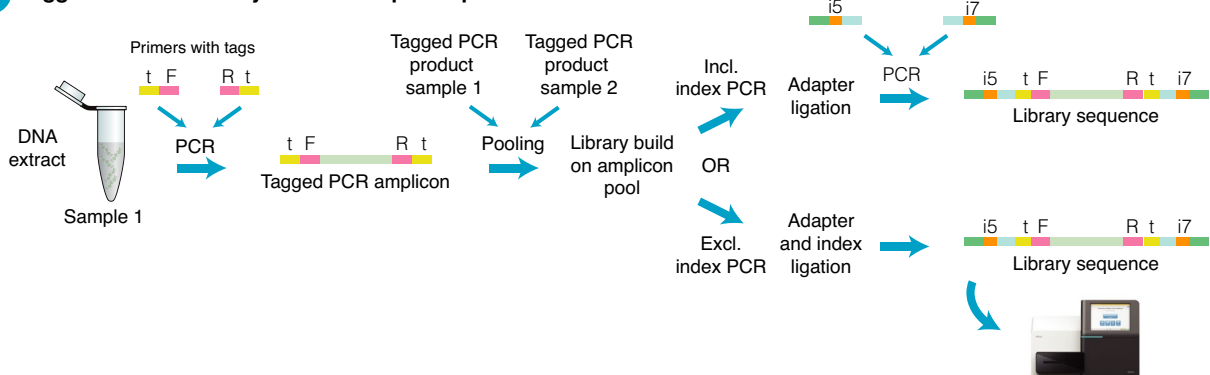 i5
i7
Primers with tags
t F
R t
Tagged PCR
product
sample 1
Tagged PCR
product
sample 2
Incl.
index PCR
Adapter
ligation
PCR
i5 t F R t i7
Library sequence
DNA
extract
PCR
t F R t
Tagged PCR amplicon
Pooling
Library build
on amplicon
pool
OR
Sample 1
Excl.
index PCR
Adapter
and index
ligation
i5 t F R t i7
Library sequence